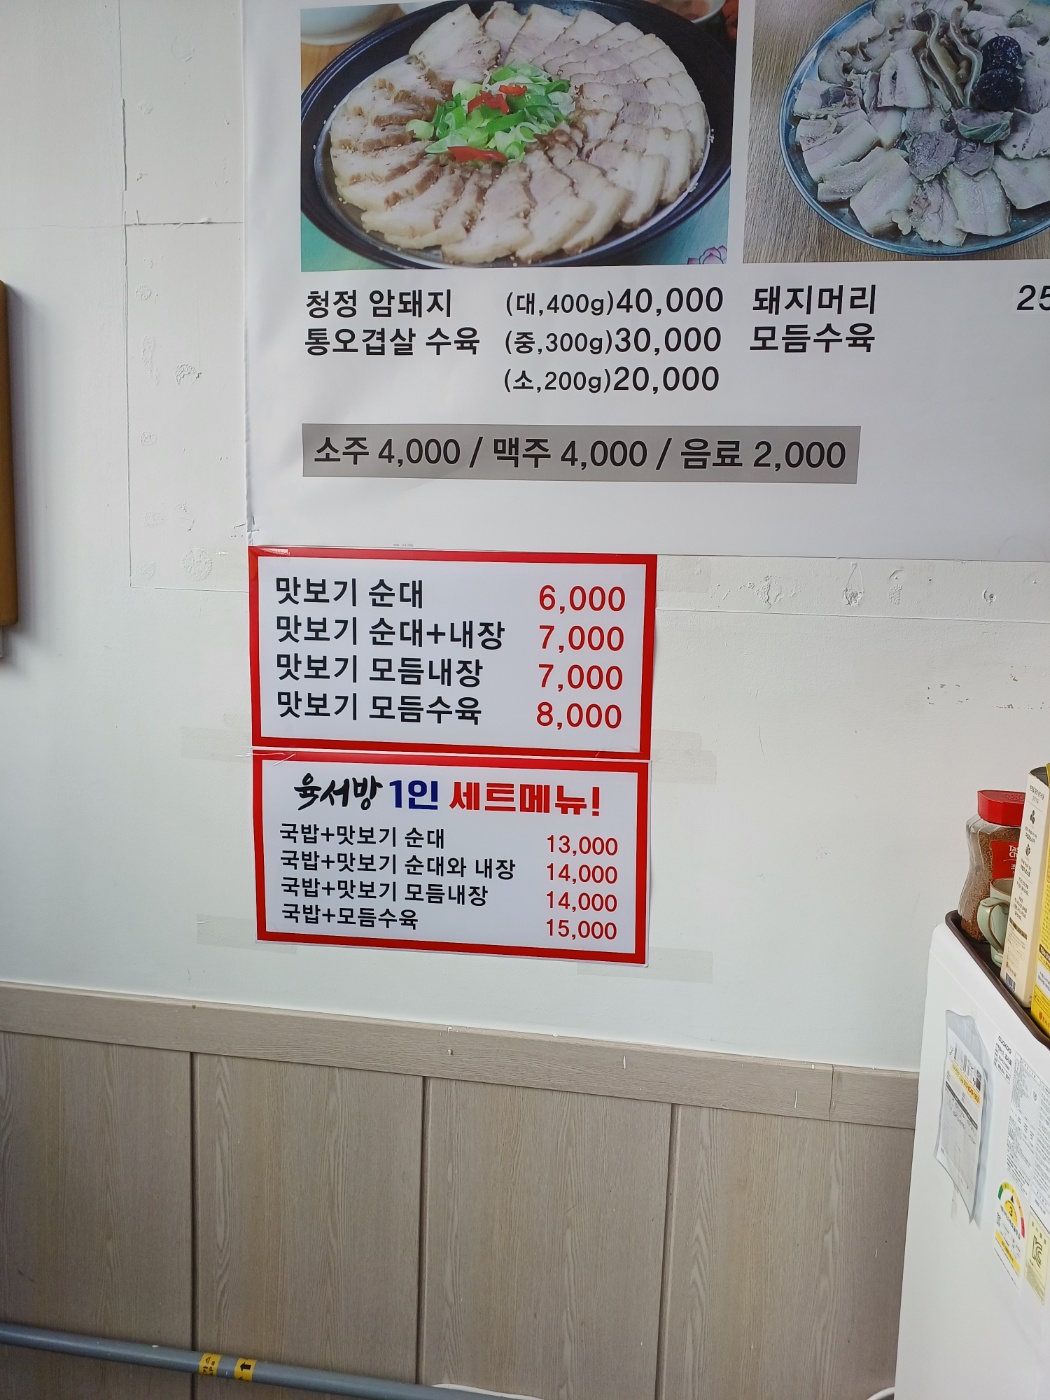 청정 암돼지 (대,400g)40,000
통오겹살 수육 (중,300g)30,000
(소,200g)20,000
돼지머리 25
모듬수육
소주 4,000 / 맥주 4,000 / 음료 2,000
맛보기 순대 6,000
맛보기 순대+내장 7,000
맛보기 모듬내장 7,000
맛보기 모듬수육 8,000
육서방 1인 세트메뉴!
국밥+맛보기 순대 13,000
국밥+맛보기 순대와 내장 14,000
국밥+맛보기 모듬내장 14,000
국밥+모듬수육 15,000